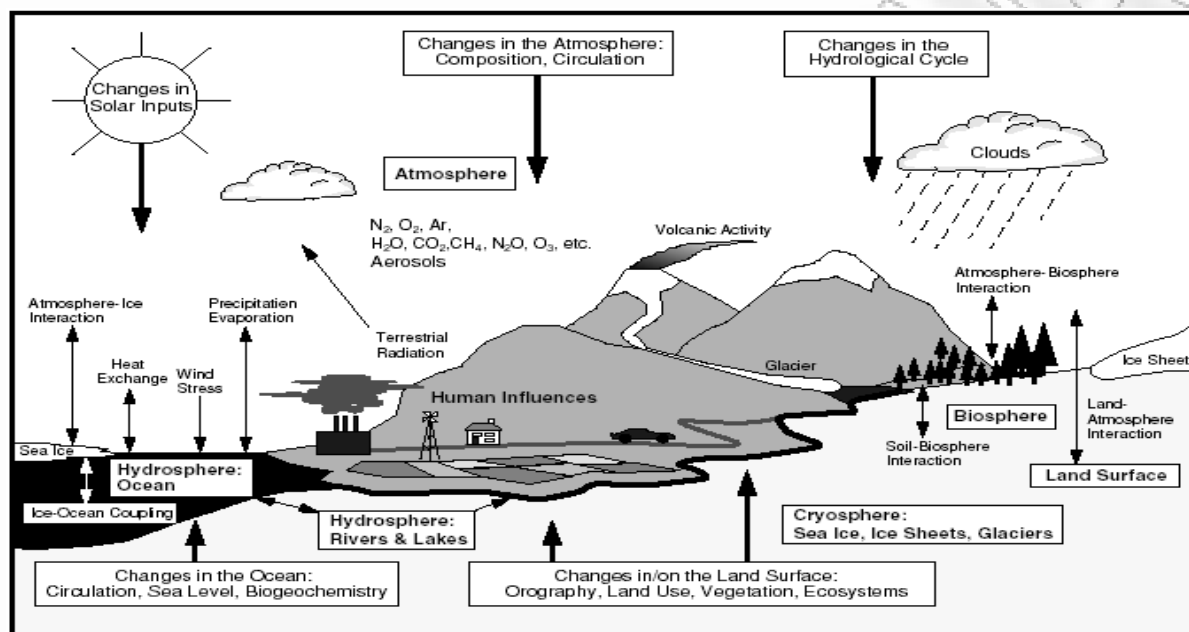 Changes in
Solar Inputs
Changes in the Atmosphere:
Composition, Circulation
Changes in the
Hydrological Cycle
Clouds
Atmosphere
N₂, O₂, Ar,
H₂O, CO₂,CH₄, N₂O, O₃, etc.
Aerosols
Volcanic Activity
Atmosphere-Ice
Interaction
Precipitation
Evaporation
Heat
Exchange
Wind
Stress
Terrestrial
Radiation
Atmosphere-Biosphere
Interaction
Glacier
Ice Sheet
Human Influences
Biosphere
Land-
Atmosphere
Interaction
Soil-Biosphere
Interaction
Land Surface
Sea Ice
Hydrosphere:
Ocean
Ice-Ocean Coupling
Hydrosphere:
Rivers & Lakes
Cryosphere:
Sea Ice, Ice Sheets, Glaciers
Changes in the Ocean:
Circulation, Sea Level, Biogeochemistry
Changes in/on the Land Surface:
Orography, Land Use, Vegetation, Ecosystems